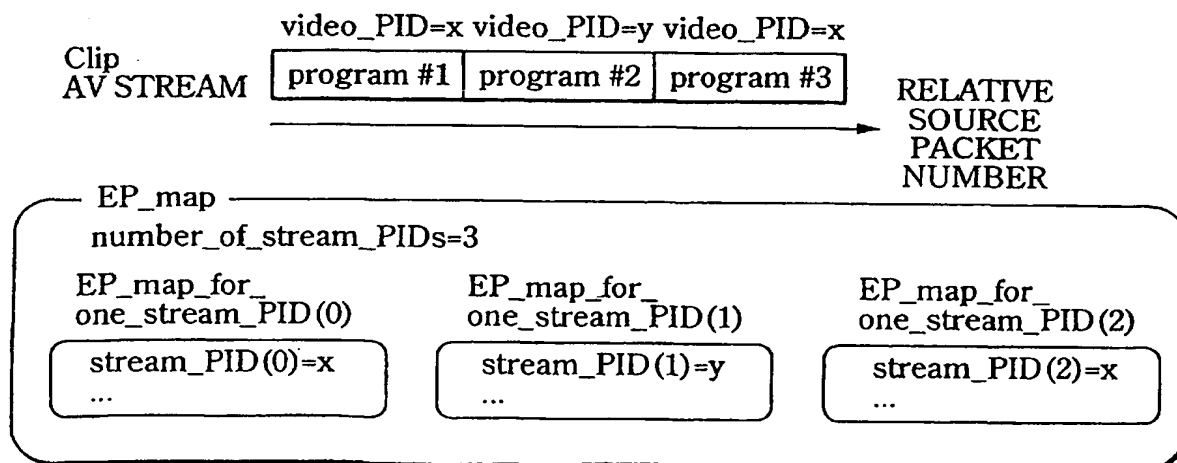 video_PID=x video_PID=y video_PID=x
Clip
AV STREAM
program #1 program #2 program #3
RELATIVE
SOURCE
PACKET
NUMBER
EP_map
number_of_stream_PIDs=3
EP_map_for_
one_stream_PID(0)
stream_PID(0)=x
...
EP_map_for_
one_stream_PID(1)
stream_PID(1)=y
...
EP_map_for_
one_stream_PID(2)
stream_PID(2)=x
...